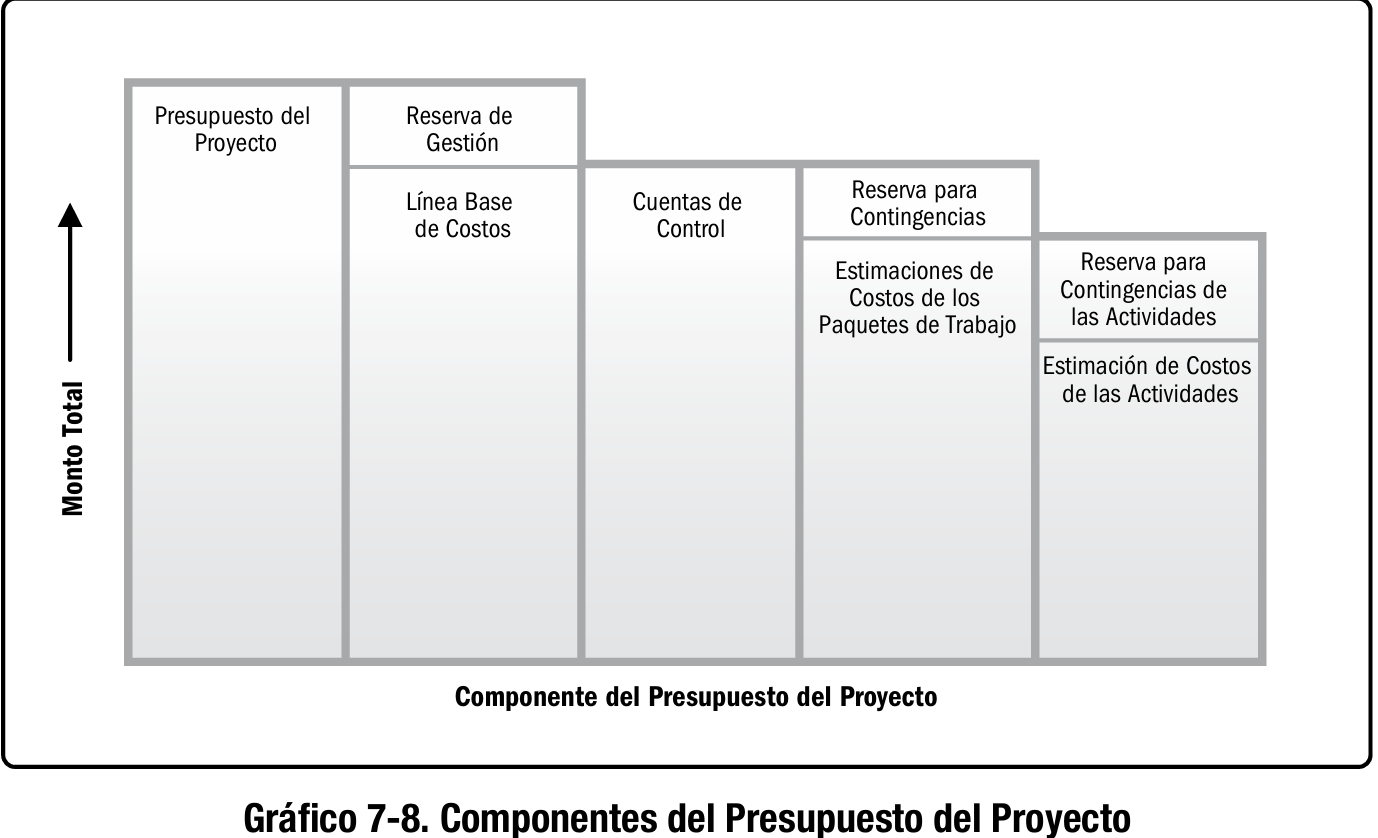 Presupuesto del
Proyecto
Reserva de
Gestión
Línea Base
de Costos
Cuentas de
Control
Reserva para
Contingencias
Estimaciones de
Costos de los
Paquetes de Trabajo
Reserva para
Contingencias de
las Actividades
Estimación de Costos
de las Actividades
Monto Total
Componente del Presupuesto del Proyecto
Gráfico 7-8. Componentes del Presupuesto del Proyecto